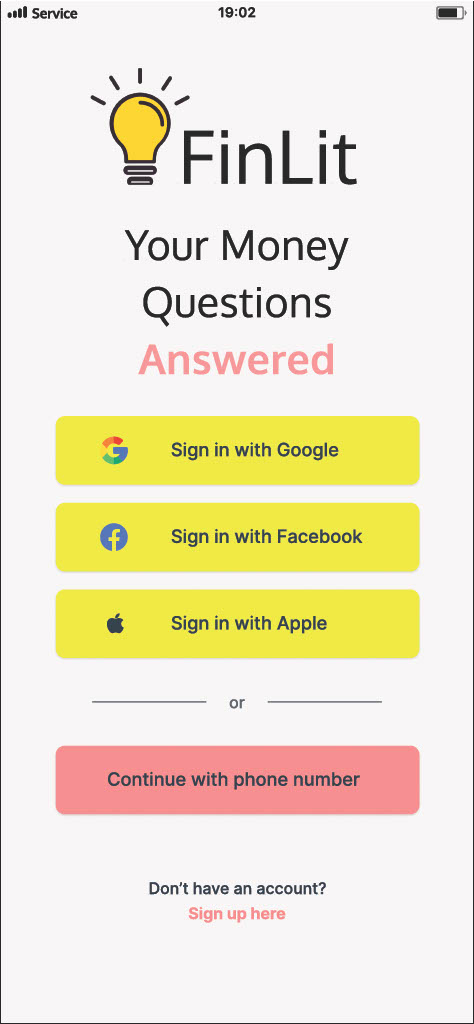 Service 19:02
FinLit
Your Money
Questions
Answered
Sign in with Google
Sign in with Facebook
Sign in with Apple
or
Continue with phone number
Don’t have an account?
Sign up here